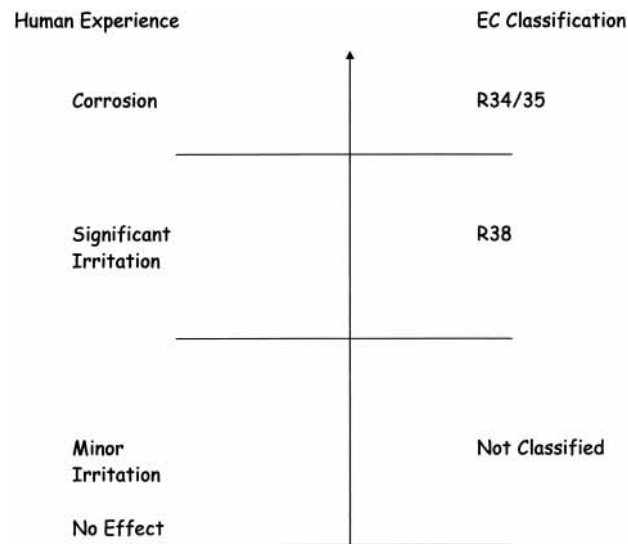 Human Experience EC Classification
Corrosion R34/35
Significant R38
Irritation
Minor Not Classified
Irritation
No Effect